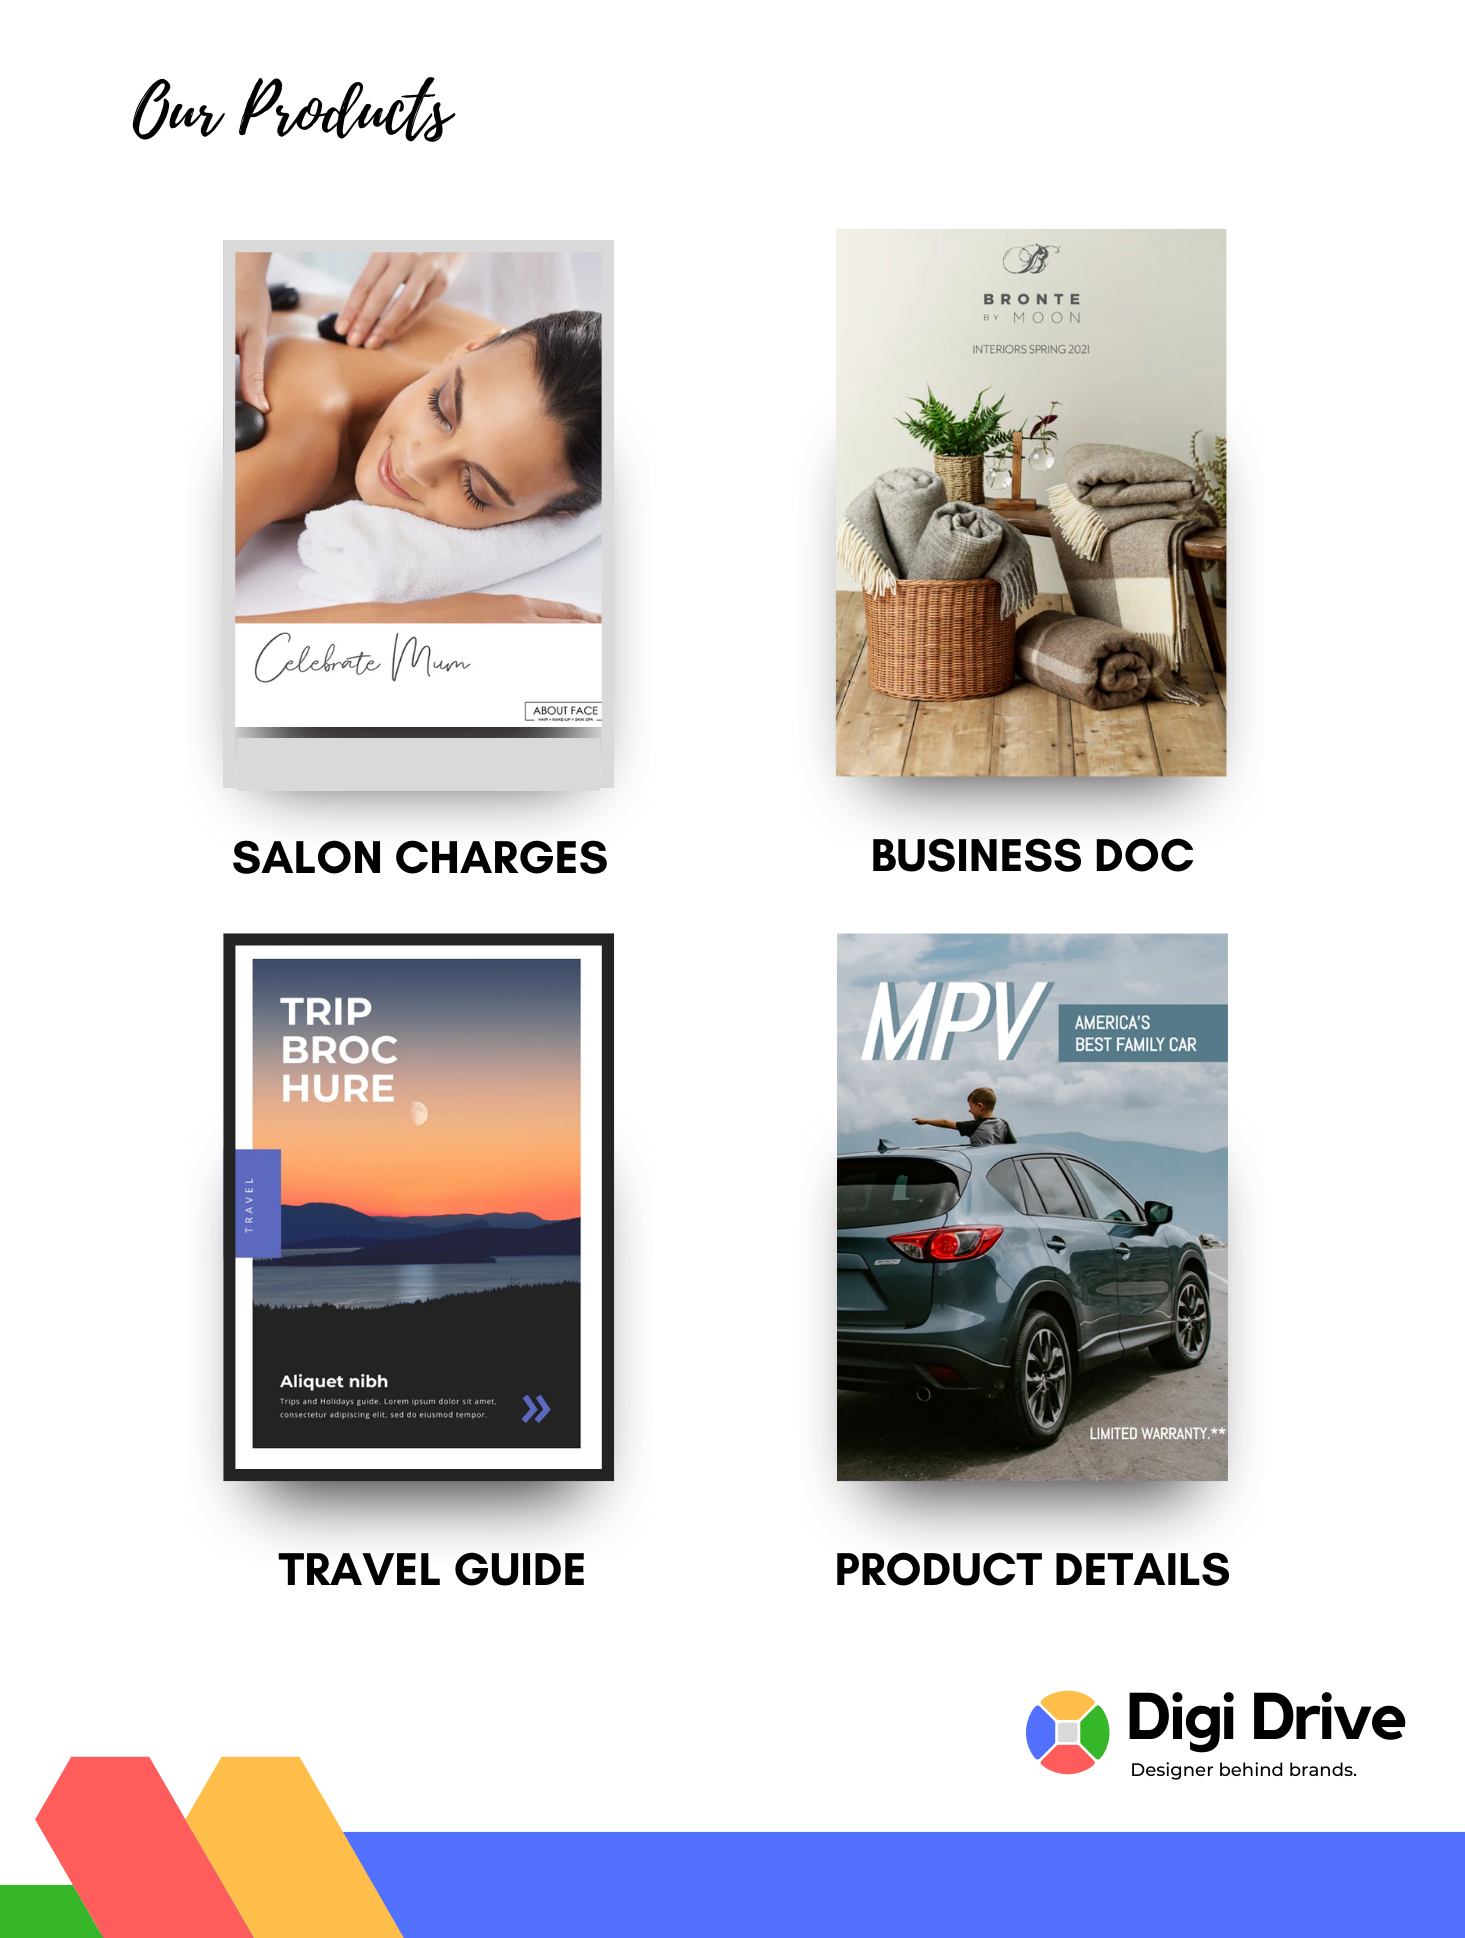 Our Products
Celebrate Mum
ABOUT FACE
HAIR • MAKE-UP • SKIN SPA
SALON CHARGES
B
BRONTE
BY MOON
INTERIORS SPRING 2021
BUSINESS DOC
TRIP
BROC
HURE
TRAVEL
Aliquet nibh
Trips and Holidays guide. Lorem ipsum dolor sit amet,
consectetur adipiscing elit, sed do eiusmod tempor.
TRAVEL GUIDE
MPV
AMERICA'S
BEST FAMILY CAR
LIMITED WARRANTY.**
PRODUCT DETAILS
Digi Drive
Designer behind brands.